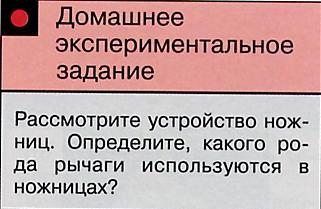 Домашнее
экспериментальное
задание
Рассмотрите устройство нож-
ниц. Определите, какого ро-
да рычаги используются в
ножницах?